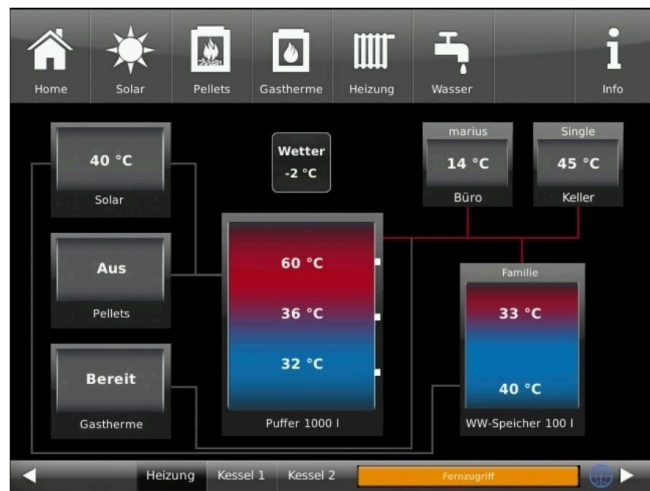 Home Solar Pellets Gastherme Heizung Wasser Info
40 °C
Solar
Wetter
-2 °C
marius
14 °C
Büro
Single
45 °C
Keller
Aus
Pellets
60 °C
36 °C
32 °C
Puffer 1000 l
Familie
33 °C
40 °C
WW-Speicher 100 l
Bereit
Gastherme
Heizung Kessel 1 Kessel 2 Fernzugriff